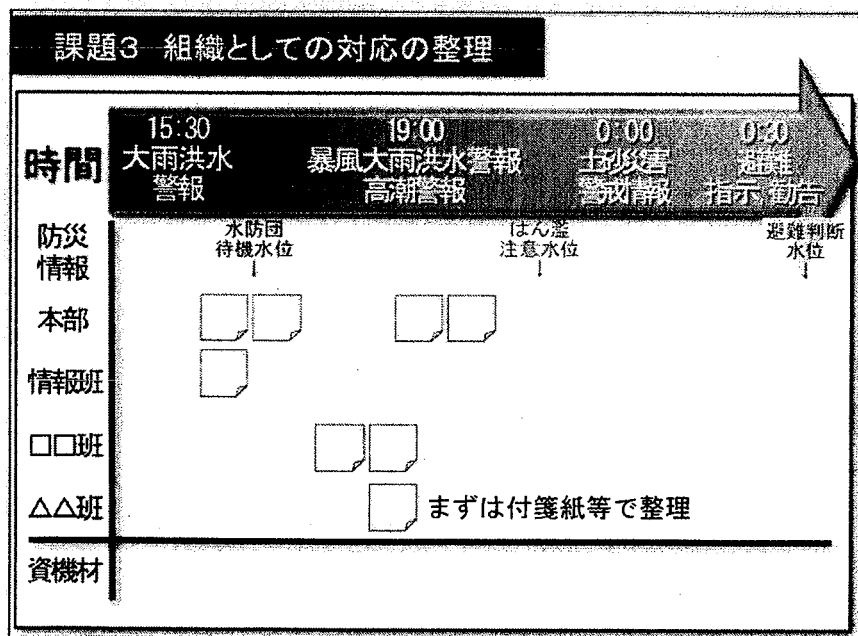 課題3 組織としての対応の整理
時間
15:30
大雨洪水
警報
19:00
暴風大雨洪水警報
高潮警報
0:00
土砂災害
警戒情報
0:30
避難
指示 勧告
防災
情報
水防団
待機水位
はん濫
注意水位
避難判断
水位
本部
情報班
□□班
△△班
まずは付箋紙等で整理
資機材